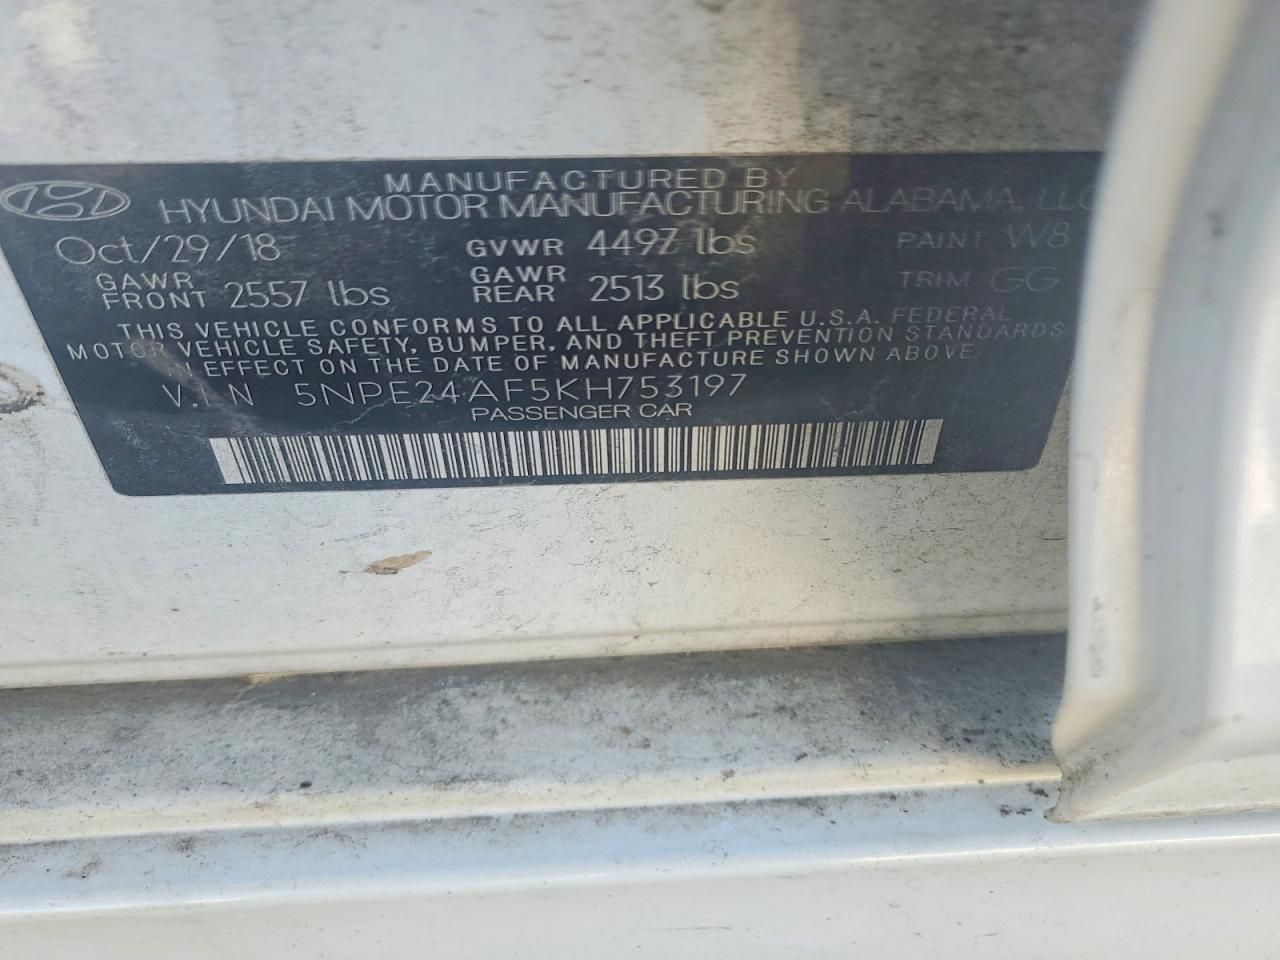 MANUFACTURED BY
HYUNDAI MOTOR MANUFACTURING ALABAMA, LLC
Oct/29/18 GVWR 4497 lbs PAINT W8
GAWR FRONT 2557 lbs GAWR REAR 2513 lbs TRIM GG
THIS VEHICLE CONFORMS TO ALL APPLICABLE U.S.A. FEDERAL
MOTOR VEHICLE SAFETY, BUMPER, AND THEFT PREVENTION STANDARDS
IN EFFECT ON THE DATE OF MANUFACTURE SHOWN ABOVE.
V.I.N 5NPE24AF5KH753197
PASSENGER CAR